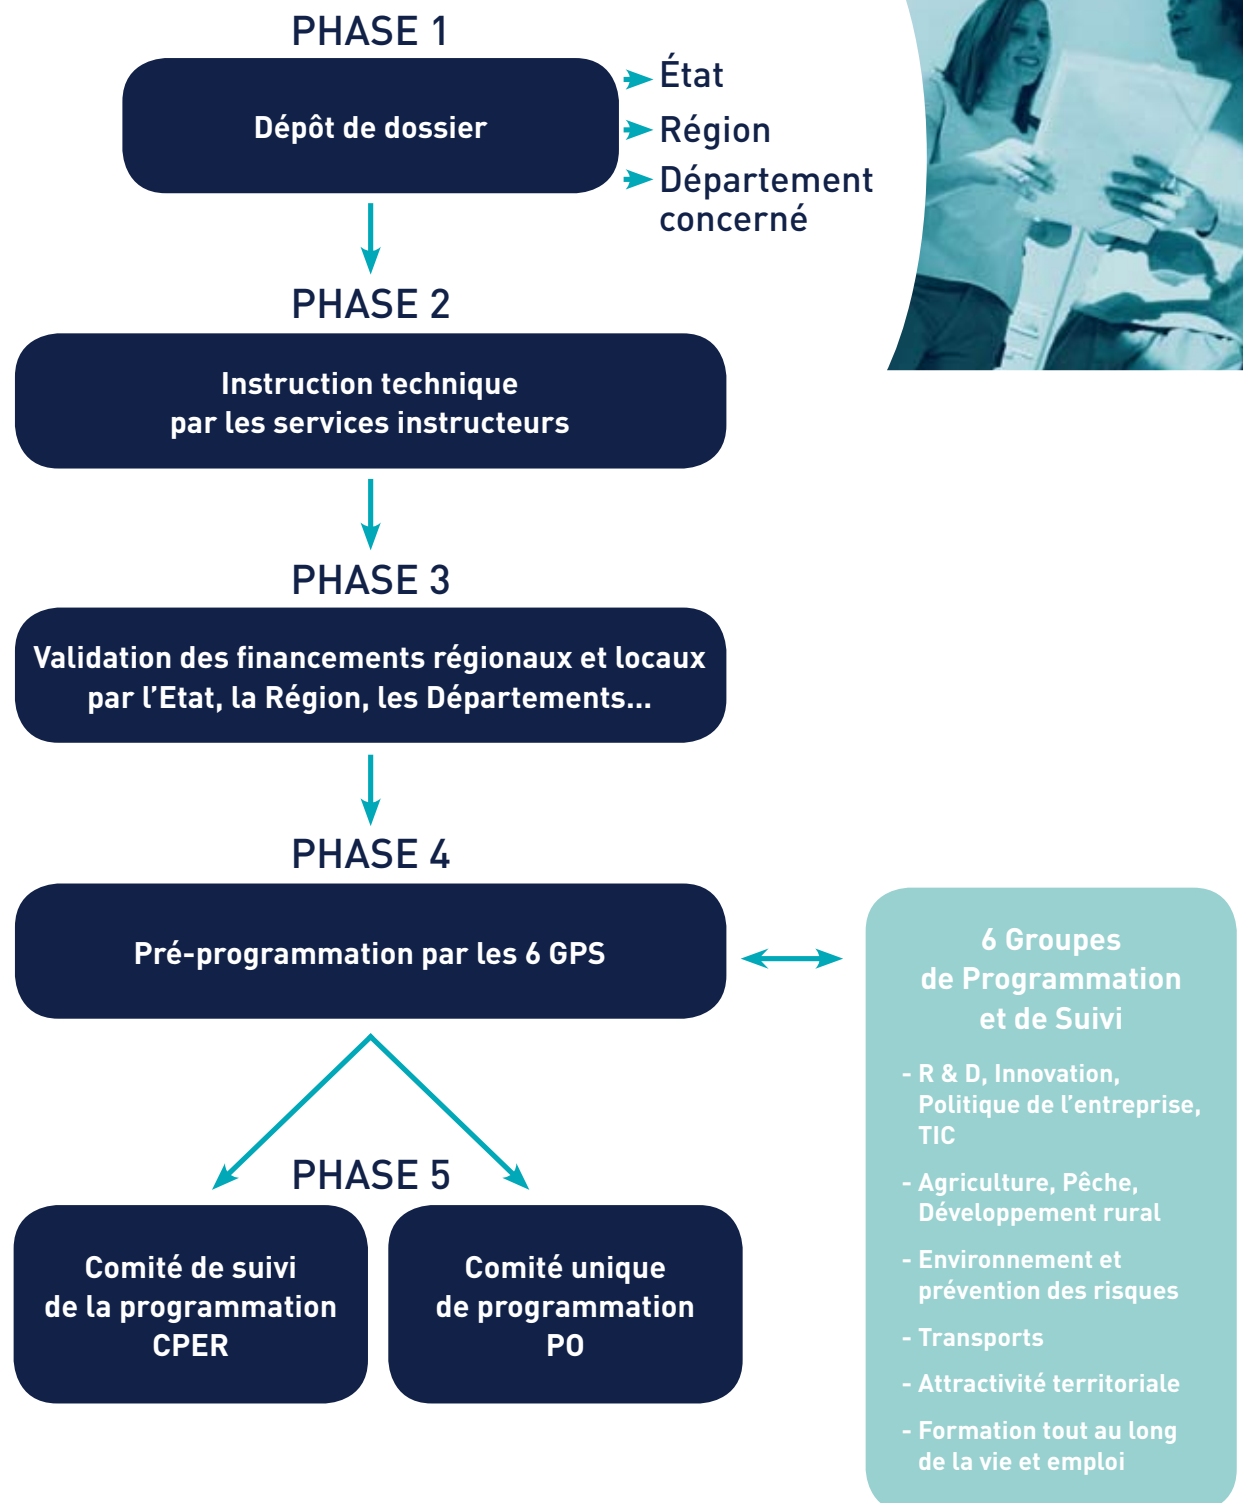 PHASE 1
Dépôt de dossier
État
Région
Département
concerné
PHASE 2
Instruction technique
par les services instructeurs
PHASE 3
Validation des financements régionaux et locaux
par l’Etat, la Région, les Départements...
PHASE 4
Pré-programmation par les 6 GPS
6 Groupes
de Programmation
et de Suivi
- R & D, Innovation,
Politique de l’entreprise,
TIC
- Agriculture, Pêche,
Développement rural
- Environnement et
prévention des risques
- Transports
- Attractivité territoriale
- Formation tout au long
de la vie et emploi
PHASE 5
Comité de suivi
de la programmation
CPER
Comité unique
de programmation
PO